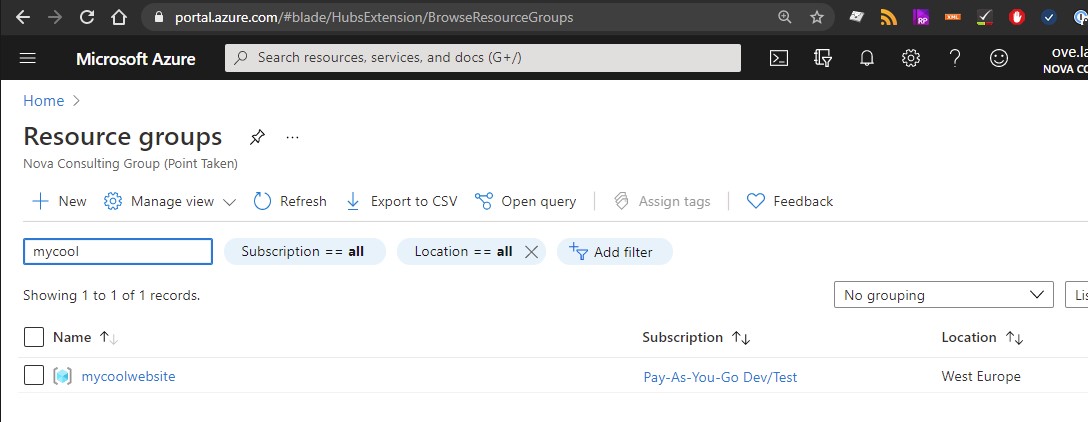 portal.azure.com/#blade/HubsExtension/BrowseResourceGroups
RP
XML
Microsoft Azure
Search resources, services, and docs (G+/)
ove.la
NOVA CO
Home >
Resource groups
...
Nova Consulting Group (Point Taken)
New
Manage view
Refresh
Export to CSV
Open query
Assign tags
Feedback
mycool
Subscription == all
Location == all
Add filter
Showing 1 to 1 of 1 records.
No grouping
Lis
Name
Subscription
Location
mycoolwebsite
Pay-As-You-Go Dev/Test
West Europe